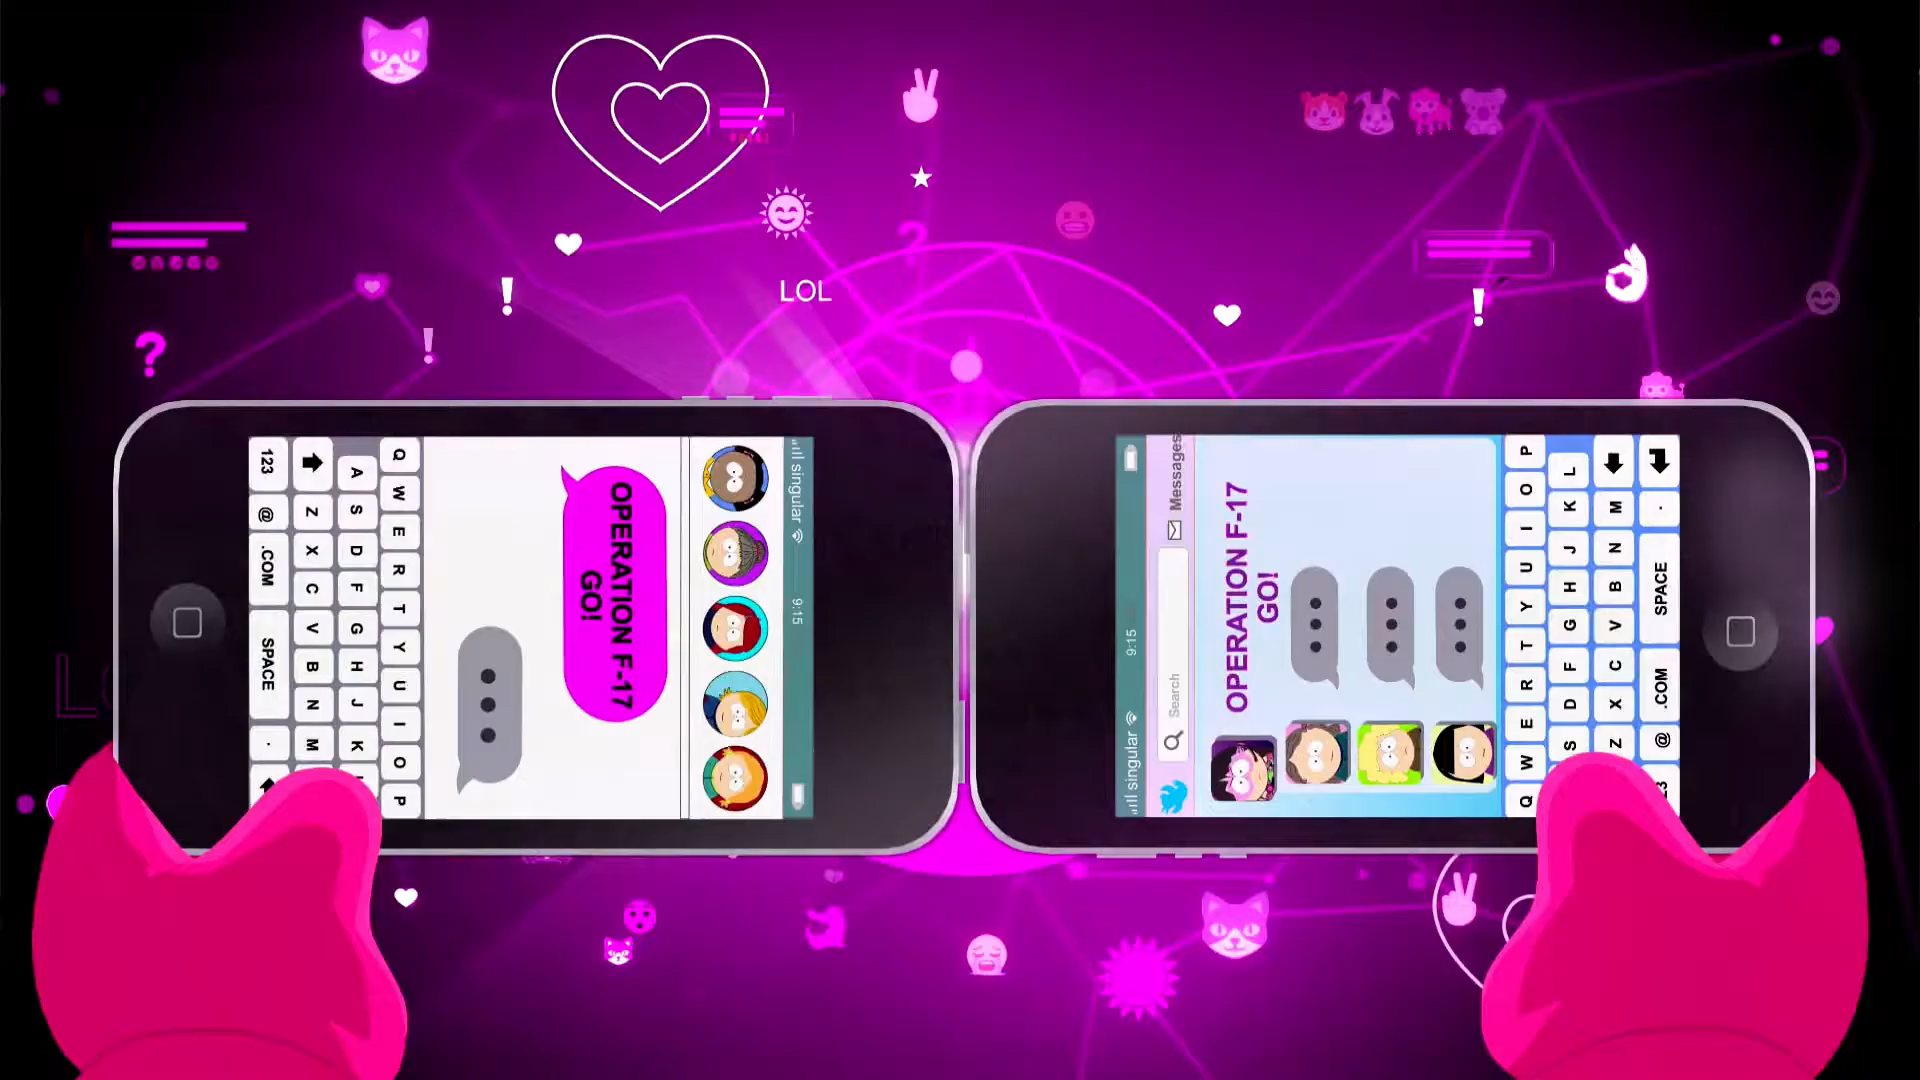 LOL
?
!
!
!
singular 9:15
OPERATION F-17
GO!
Q W E R T Y U I O P
A S D F G H J K
Z X C V B N M
123 @ .COM SPACE .
singular 9:15
Messages
Search
OPERATION F-17
GO!
Q W E R T Y U I O P
S D F G H J K L
Z X C V B N M
@ .COM SPACE .